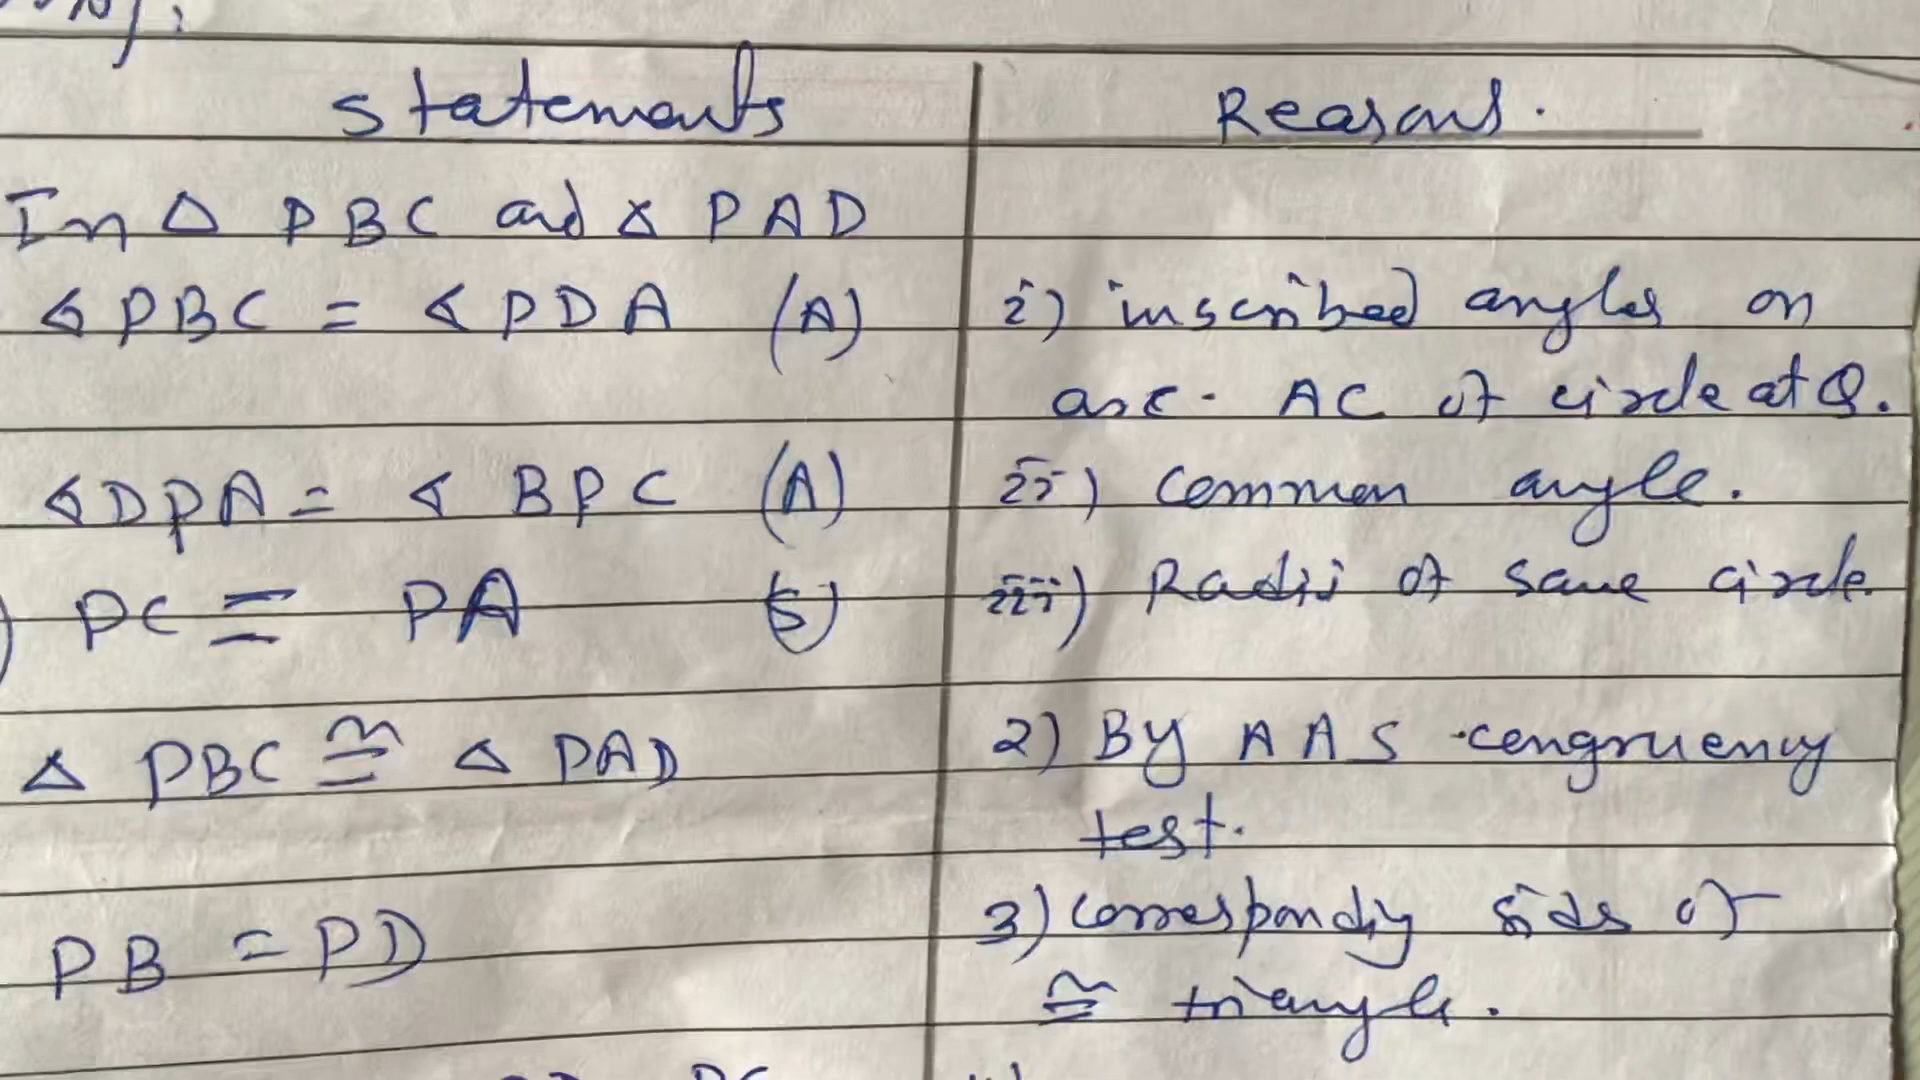 Statements Reasons.
In △ PBC and △ PAD
∢ PBC = ∢ PDA (A) i) inscribed angles on
arc. AC of circle at Q.
∢ DPA = ∢ BPC (A) ii) Common angle.
PC = PA (S) iii) Radii of same circle.
△ PBC ≅ △ PAD 2) By AAS congruency
test.
PB = PD 3) Corresponding sides of
≅ triangle.